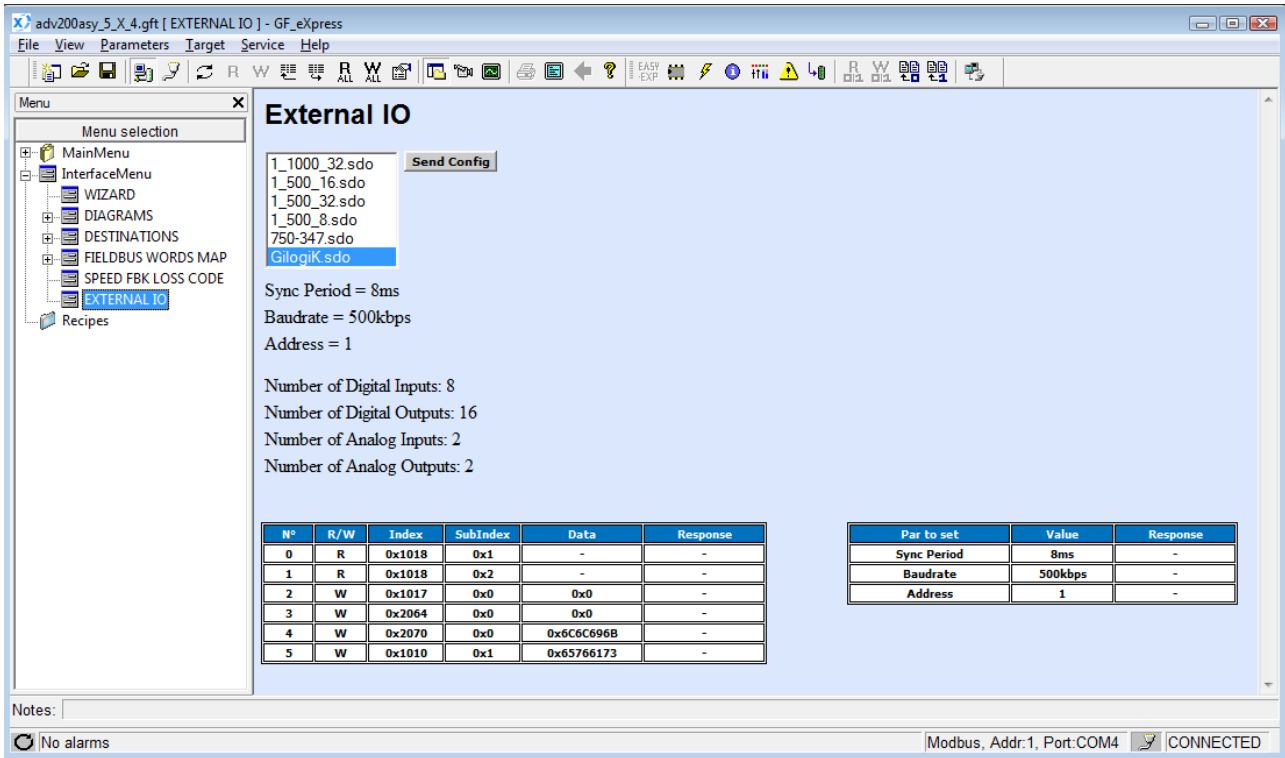 adv200asy_5_X_4.gft [ EXTERNAL IO ] - GF_eXpress
File View Parameters Target Service Help
R W R ALL W ALL ? EASY EXP
Menu X
Menu selection
MainMenu
InterfaceMenu
WIZARD
DIAGRAMS
DESTINATIONS
FIELDBUS WORDS MAP
SPEED FBK LOSS CODE
EXTERNAL IO
Recipes
External IO
1_1000_32.sdo
1_500_16.sdo
1_500_32.sdo
1_500_8.sdo
750-347.sdo
GilogiK.sdo
Send Config
Sync Period = 8ms
Baudrate = 500kbps
Address = 1
Number of Digital Inputs: 8
Number of Digital Outputs: 16
Number of Analog Inputs: 2
Number of Analog Outputs: 2
N° R/W Index SubIndex Data Response
0 R 0x1018 0x1 - -
1 R 0x1018 0x2 - -
2 W 0x1017 0x0 0x0 -
3 W 0x2064 0x0 0x0 -
4 W 0x2070 0x0 0x6C6C696B -
5 W 0x1010 0x1 0x65766173 -
Par to set Value Response
Sync Period 8ms -
Baudrate 500kbps -
Address 1 -
Notes:
No alarms
Modbus, Addr:1, Port:COM4 CONNECTED